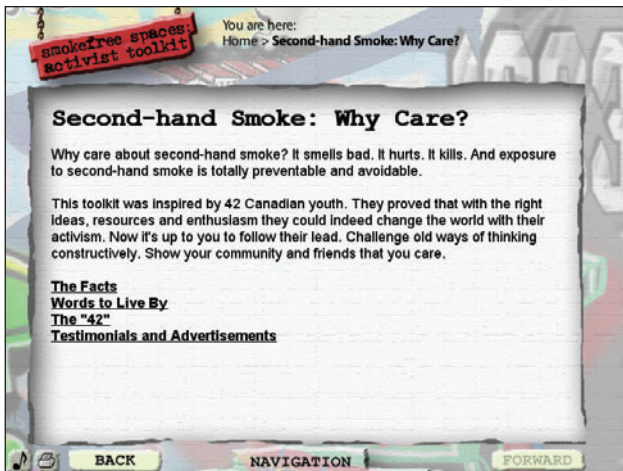 smokefree spaces:
activist toolkit
You are here:
Home > Second-hand Smoke: Why Care?
Second-hand Smoke: Why Care?
Why care about second-hand smoke? It smells bad. It hurts. It kills. And exposure
to second-hand smoke is totally preventable and avoidable.
This toolkit was inspired by 42 Canadian youth. They proved that with the right
ideas, resources and enthusiasm they could indeed change the world with their
activism. Now it's up to you to follow their lead. Challenge old ways of thinking
constructively. Show your community and friends that you care.
The Facts
Words to Live By
The "42"
Testimonials and Advertisements
BACK
NAVIGATION
FORWARD